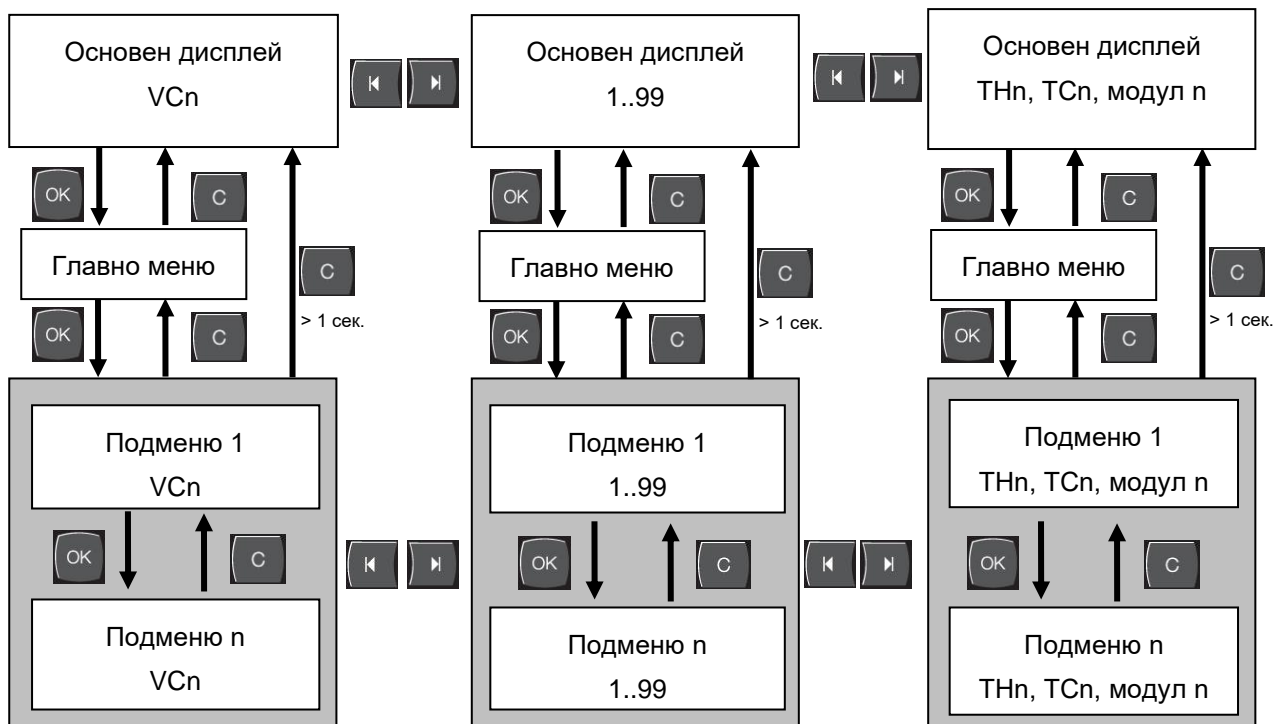 Основен дисплей
VCn
Основен дисплей
1..99
Основен дисплей
THn, TCn, модул n
OK
C
OK
C
OK
C
Главно меню
Главно меню
Главно меню
C
C
C
OK
C
OK
C
OK
C
> 1 сек.
> 1 сек.
> 1 сек.
Подменю 1
VCn
Подменю 1
1..99
Подменю 1
THn, TCn, модул n
OK
C
OK
C
OK
C
Подменю n
VCn
Подменю n
1..99
Подменю n
THn, TCn, модул n